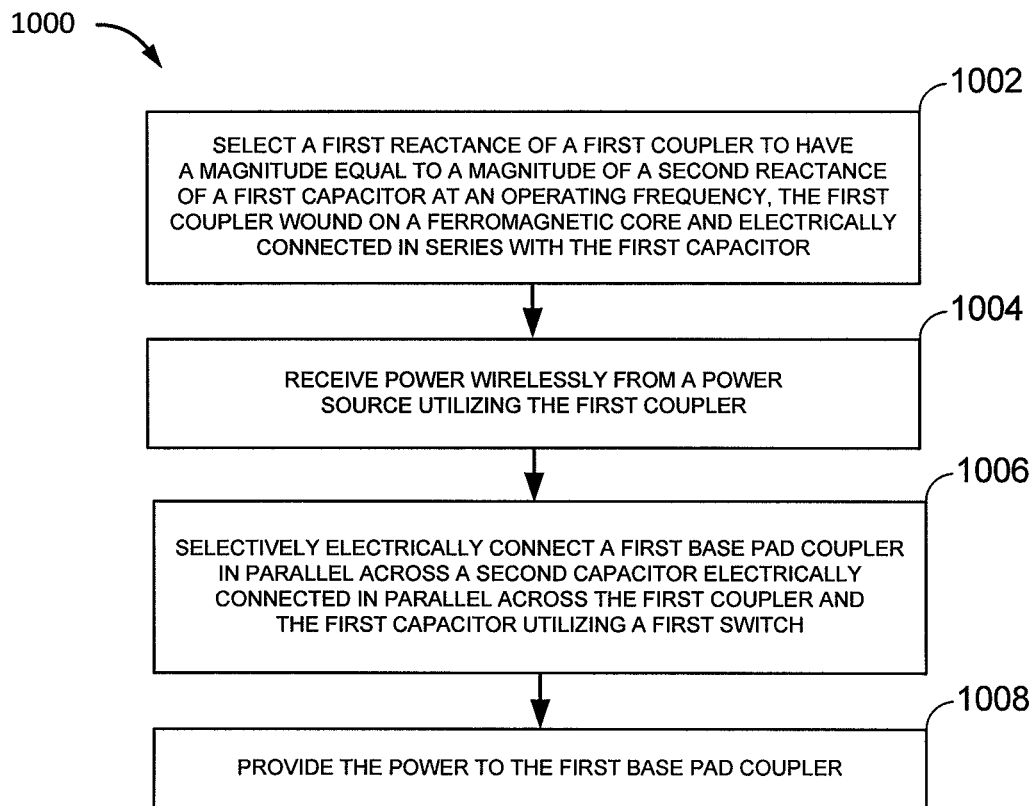 1000
1002
SELECT A FIRST REACTANCE OF A FIRST COUPLER TO HAVE
A MAGNITUDE EQUAL TO A MAGNITUDE OF A SECOND REACTANCE
OF A FIRST CAPACITOR AT AN OPERATING FREQUENCY, THE FIRST
COUPLER WOUND ON A FERROMAGNETIC CORE AND ELECTRICALLY
CONNECTED IN SERIES WITH THE FIRST CAPACITOR
1004
RECEIVE POWER WIRELESSLY FROM A POWER
SOURCE UTILIZING THE FIRST COUPLER
1006
SELECTIVELY ELECTRICALLY CONNECT A FIRST BASE PAD COUPLER
IN PARALLEL ACROSS A SECOND CAPACITOR ELECTRICALLY
CONNECTED IN PARALLEL ACROSS THE FIRST COUPLER AND
THE FIRST CAPACITOR UTILIZING A FIRST SWITCH
1008
PROVIDE THE POWER TO THE FIRST BASE PAD COUPLER